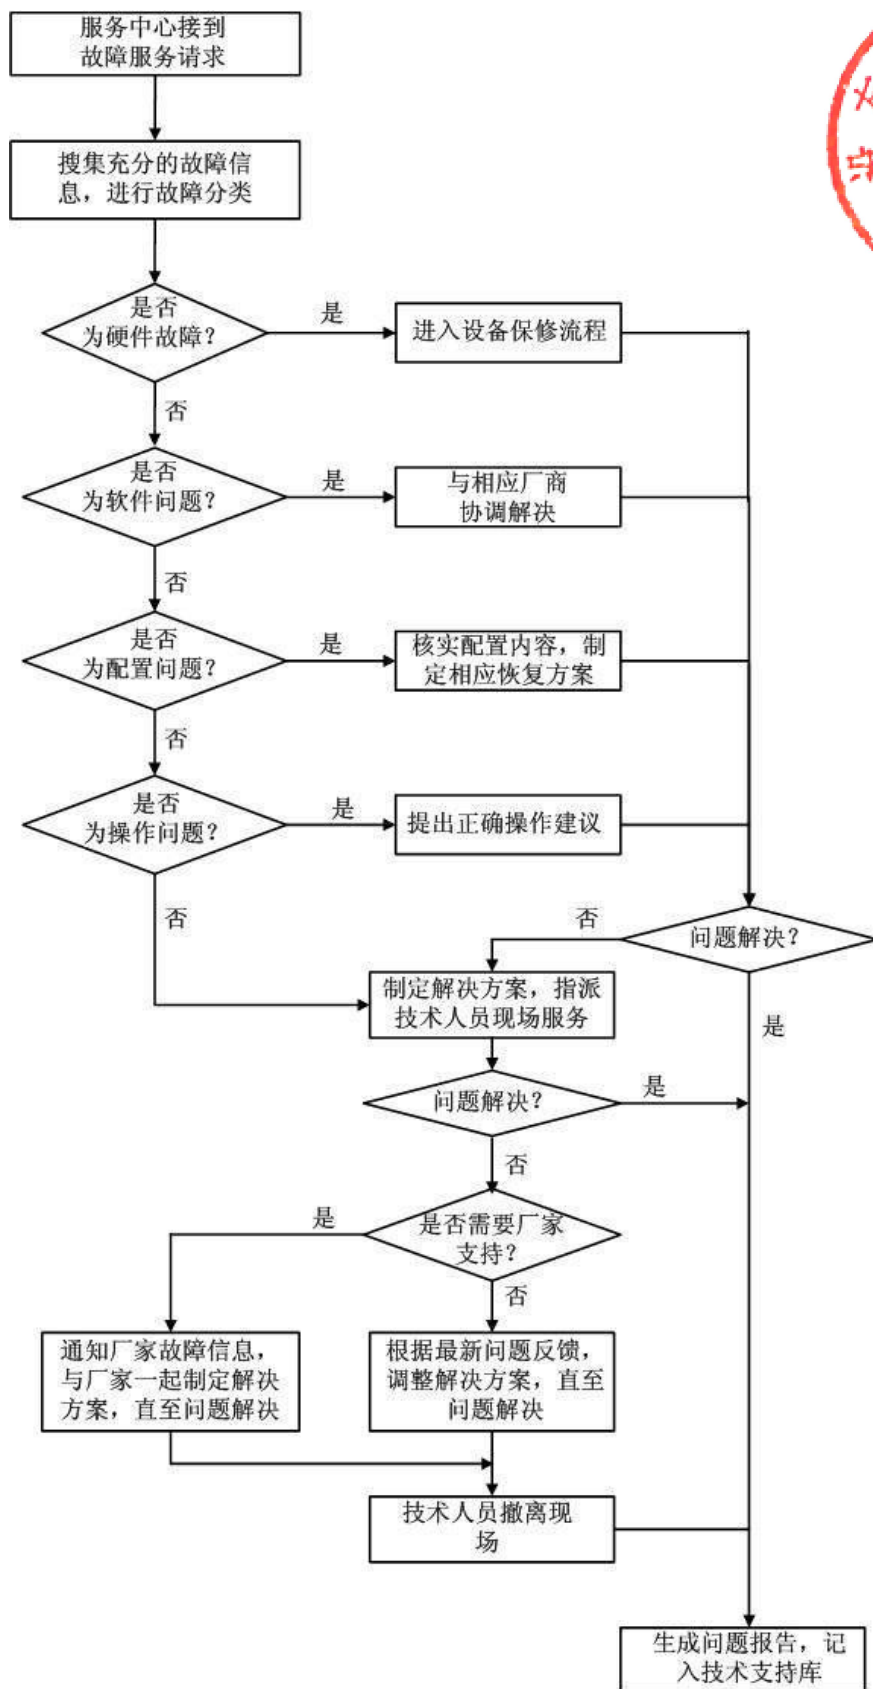 服务中心接到
故障服务请求
搜集充分的故障信
息，进行故障分类
是否
为硬件故障？
是
进入设备保修流程
否
是否
为软件问题？
是
与相应厂商
协调解决
否
是否
为配置问题？
是
核实配置内容，制
定相应恢复方案
否
是否
为操作问题？
是
提出正确操作建议
否
否
问题解决？
制定解决方案，指派
技术人员现场服务
是
问题解决？
是
否
是否需要厂家
支持？
是
否
通知厂家故障信息，
与厂家一起制定解决
方案，直至问题解决
根据最新问题反馈，
调整解决方案，直至
问题解决
技术人员撤离现
场
生成问题报告，记
入技术支持库